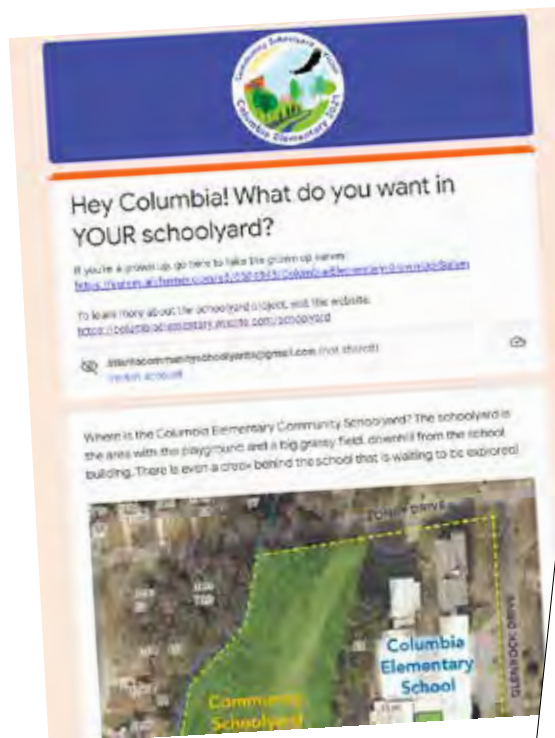 Community Schoolyard
Columbia Elementary 2021
Hey Columbia! What do you want in
YOUR schoolyard?
If you're a grown up, go here to take the grown up survey:
To learn more about the schoolyard project, visit this website:
(not shared)
Switch account
Where is the Columbia Elementary Community Schoolyard? The schoolyard is
the area with the playground and a big grassy field, downhill from the school
building. There is even a creek behind the school that is waiting to be explored!
DRIVE
GLENROCK DRIVE
Columbia
Elementary
School
Community
Schoolyard